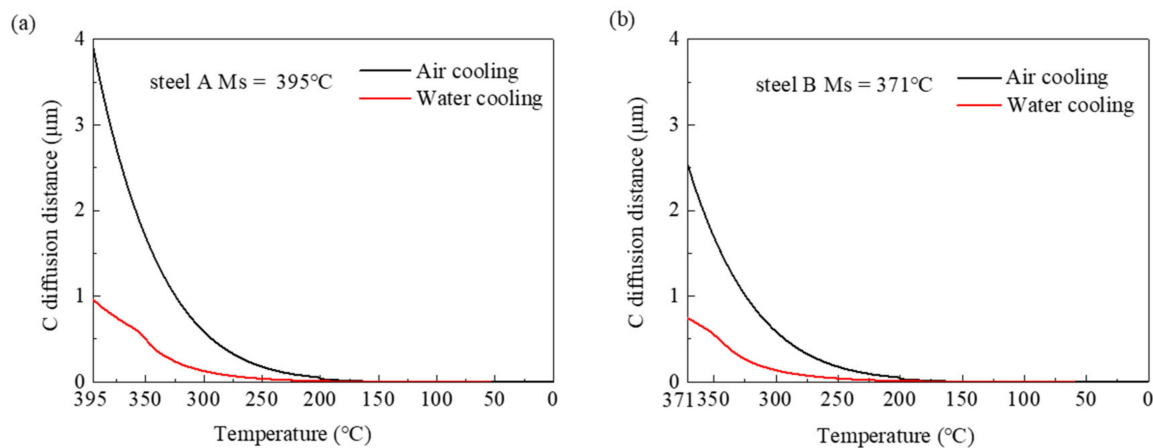 (a)
steel A Ms = 395℃
Air cooling
Water cooling
C diffusion distance (μm)
4
3
2
1
0
395 350 300 250 200 150 100 50 0
Temperature (℃)
(b)
steel B Ms = 371℃
Air cooling
Water cooling
C diffusion distance (μm)
4
3
2
1
0
371 350 300 250 200 150 100 50 0
Temperature (℃)